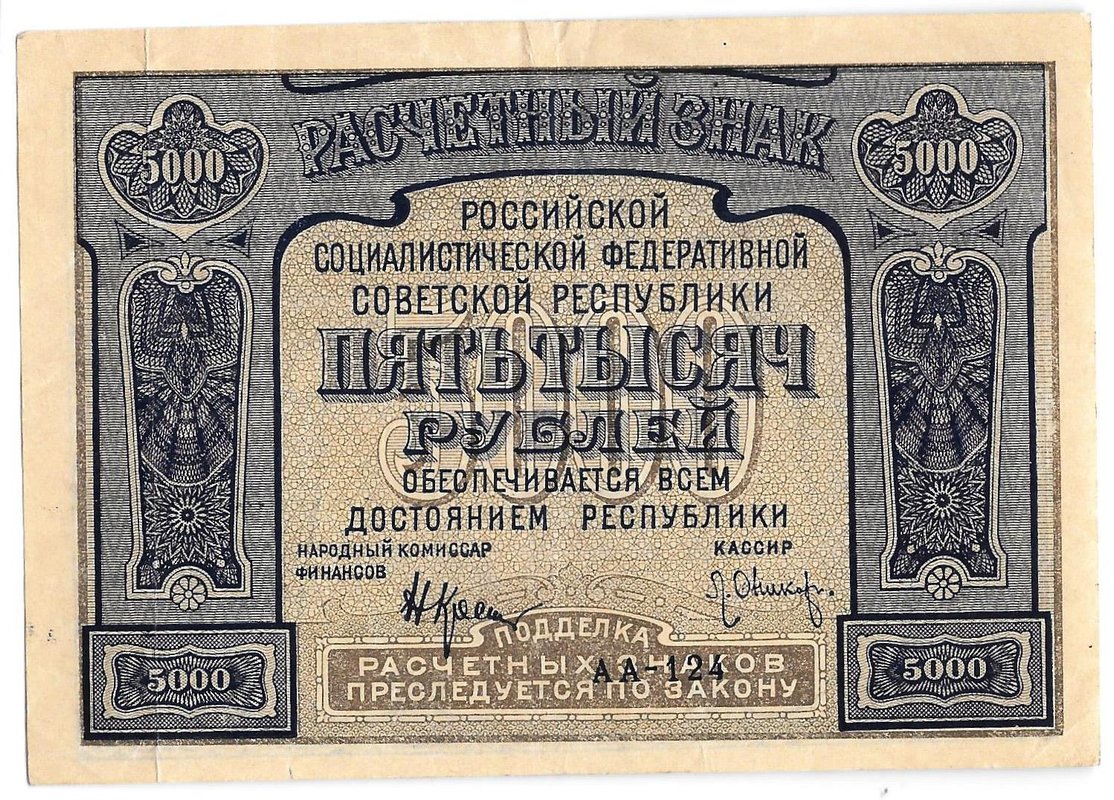 РАСЧЕТНЫЙ ЗНАК
5000 5000
РОССИЙСКОЙ
СОЦИАЛИСТИЧЕСКОЙ ФЕДЕРАТИВНОЙ
СОВЕТСКОЙ РЕСПУБЛИКИ
5000
ПЯТЬ ТЫСЯЧ
РУБЛЕЙ
ОБЕСПЕЧИВАЕТСЯ ВСЕМ
ДОСТОЯНИЕМ РЕСПУБЛИКИ
НАРОДНЫЙ КОМИССАР КАССИР
ФИНАНСОВ
ПОДДЕЛКА
РАСЧЕТНЫХ ЗНАКОВ
АА-124
ПРЕСЛЕДУЕТСЯ ПО ЗАКОНУ
5000 5000